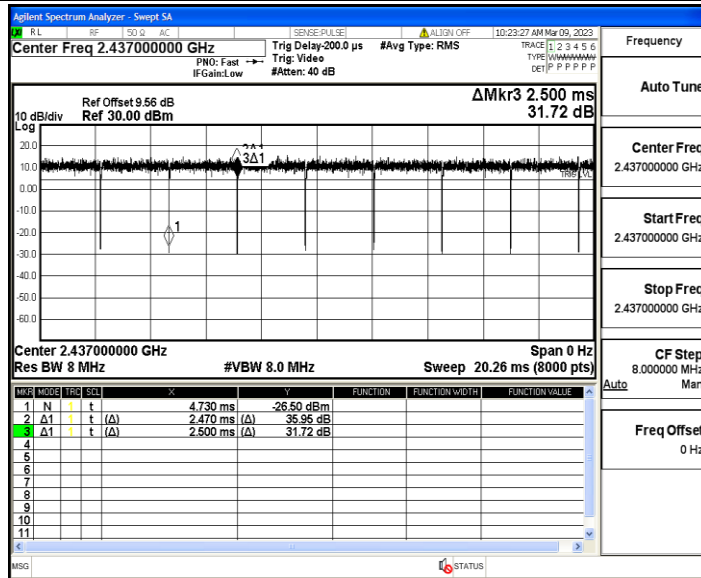 Agilent Spectrum Analyzer - Swept SA
RL RF 50 Ω AC SENSE:PULSE ALIGN OFF 10:23:27 AM Mar 09, 2023
Center Freq 2.437000000 GHz
PNO: Fast
IFGain:Low
Trig Delay-200.0 µs
Trig: Video
#Atten: 40 dB
#Avg Type: RMS
TRACE 1 2 3 4 5 6
TYPE
DET P P P P P P
ΔMkr3 2.500 ms
31.72 dB
Ref Offset 9.56 dB
10 dB/div Ref 30.00 dBm
Log
20.0
10.0
0.00
-10.0
-20.0
-30.0
-40.0
-50.0
-60.0
3Δ1
1
TRIG LVL
Center 2.437000000 GHz Span 0 Hz
Res BW 8 MHz #VBW 8.0 MHz Sweep 20.26 ms (8000 pts)
MKR MODE TRC SCL X Y FUNCTION FUNCTION WIDTH FUNCTION VALUE
1 N 1 t 4.730 ms -26.50 dBm
2 Δ1 1 t (Δ) 2.470 ms (Δ) 35.95 dB
3 Δ1 1 t (Δ) 2.500 ms (Δ) 31.72 dB
4
5
6
7
8
9
10
11
MSG STATUS
Frequency
Auto Tune
Center Freq
2.437000000 GHz
Start Freq
2.437000000 GHz
Stop Freq
2.437000000 GHz
CF Step
8.000000 MHz
Auto Man
Freq Offset
0 Hz